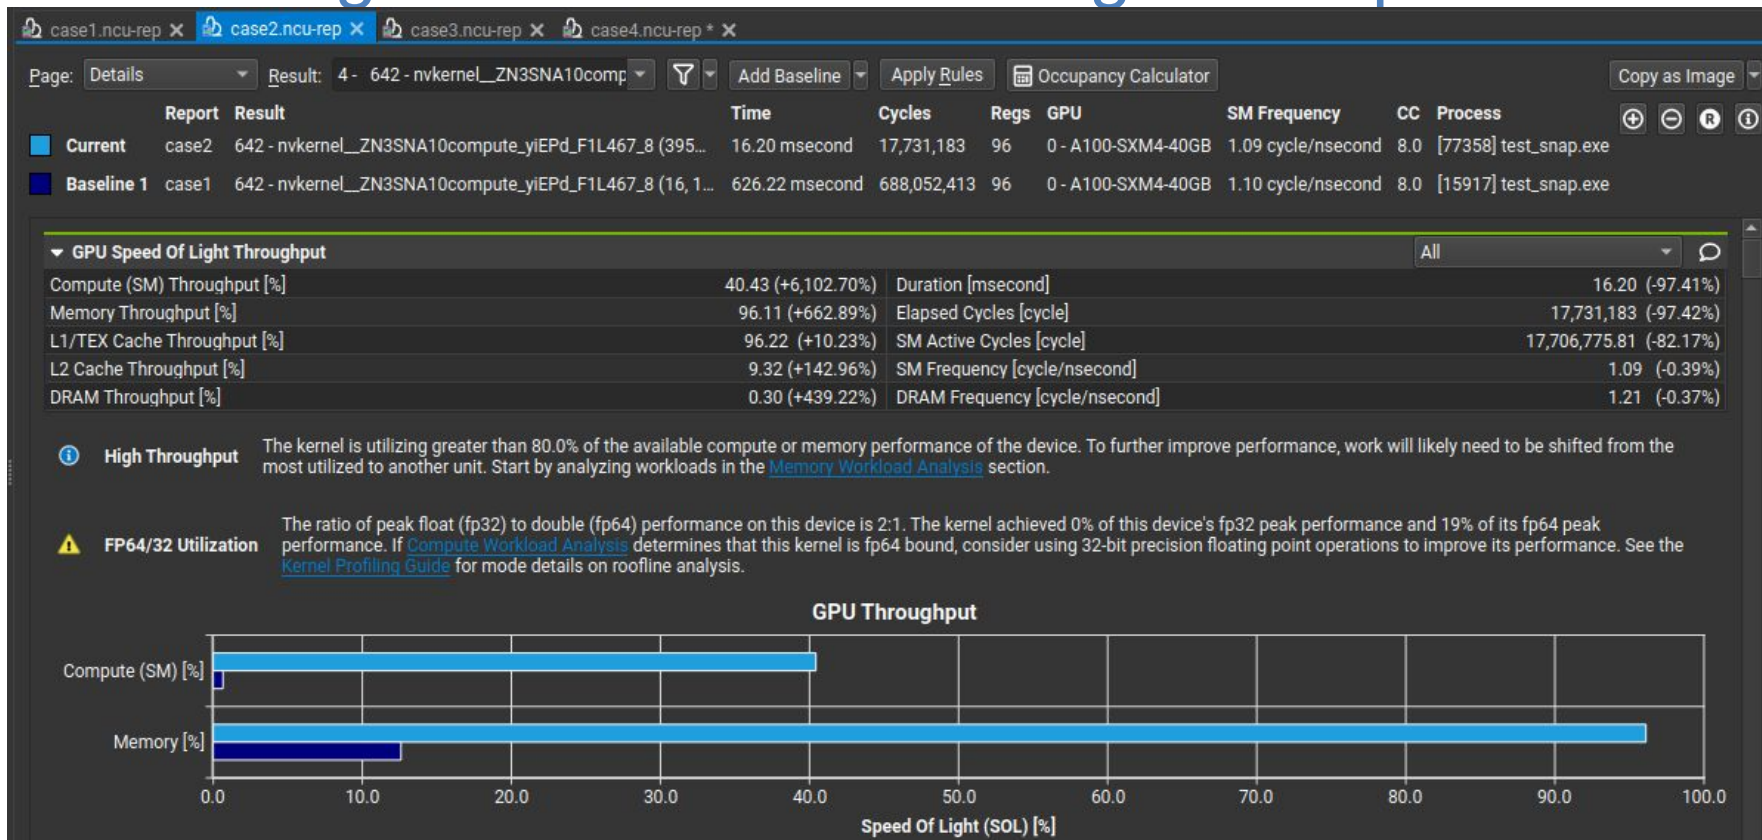 case1.ncu-rep case2.ncu-rep case3.ncu-rep case4.ncu-rep *
Page: Details Result: 4 - 642 - nvkernel__ZN3SNA10comp Add Baseline Apply Rules Occupancy Calculator Copy as Image
Report Result Time Cycles Regs GPU SM Frequency CC Process
Current case2 642 - nvkernel__ZN3SNA10compute_yiEPd_F1L467_8 (395... 16.20 msecond 17,731,183 96 0 - A100-SXM4-40GB 1.09 cycle/nsecond 8.0 [77358] test_snap.exe
Baseline 1 case1 642 - nvkernel__ZN3SNA10compute_yiEPd_F1L467_8 (16, 1... 626.22 msecond 688,052,413 96 0 - A100-SXM4-40GB 1.10 cycle/nsecond 8.0 [15917] test_snap.exe
GPU Speed Of Light Throughput All
Compute (SM) Throughput [%] 40.43 (+6,102.70%) Duration [msecond] 16.20 (-97.41%)
Memory Throughput [%] 96.11 (+662.89%) Elapsed Cycles [cycle] 17,731,183 (-97.42%)
L1/TEX Cache Throughput [%] 96.22 (+10.23%) SM Active Cycles [cycle] 17,706,775.81 (-82.17%)
L2 Cache Throughput [%] 9.32 (+142.96%) SM Frequency [cycle/nsecond] 1.09 (-0.39%)
DRAM Throughput [%] 0.30 (+439.22%) DRAM Frequency [cycle/nsecond] 1.21 (-0.37%)
High Throughput The kernel is utilizing greater than 80.0% of the available compute or memory performance of the device. To further improve performance, work will likely need to be shifted from the
most utilized to another unit. Start by analyzing workloads in the Memory Workload Analysis section.
The ratio of peak float (fp32) to double (fp64) performance on this device is 2:1. The kernel achieved 0% of this device's fp32 peak performance and 19% of its fp64 peak
FP64/32 Utilization performance. If Compute Workload Analysis determines that this kernel is fp64 bound, consider using 32-bit precision floating point operations to improve its performance. See the
Kernel Profiling Guide for mode details on roofline analysis.
GPU Throughput
Compute (SM) [%]
Memory [%]
0.0 10.0 20.0 30.0 40.0 50.0 60.0 70.0 80.0 90.0 100.0
Speed Of Light (SOL) [%]